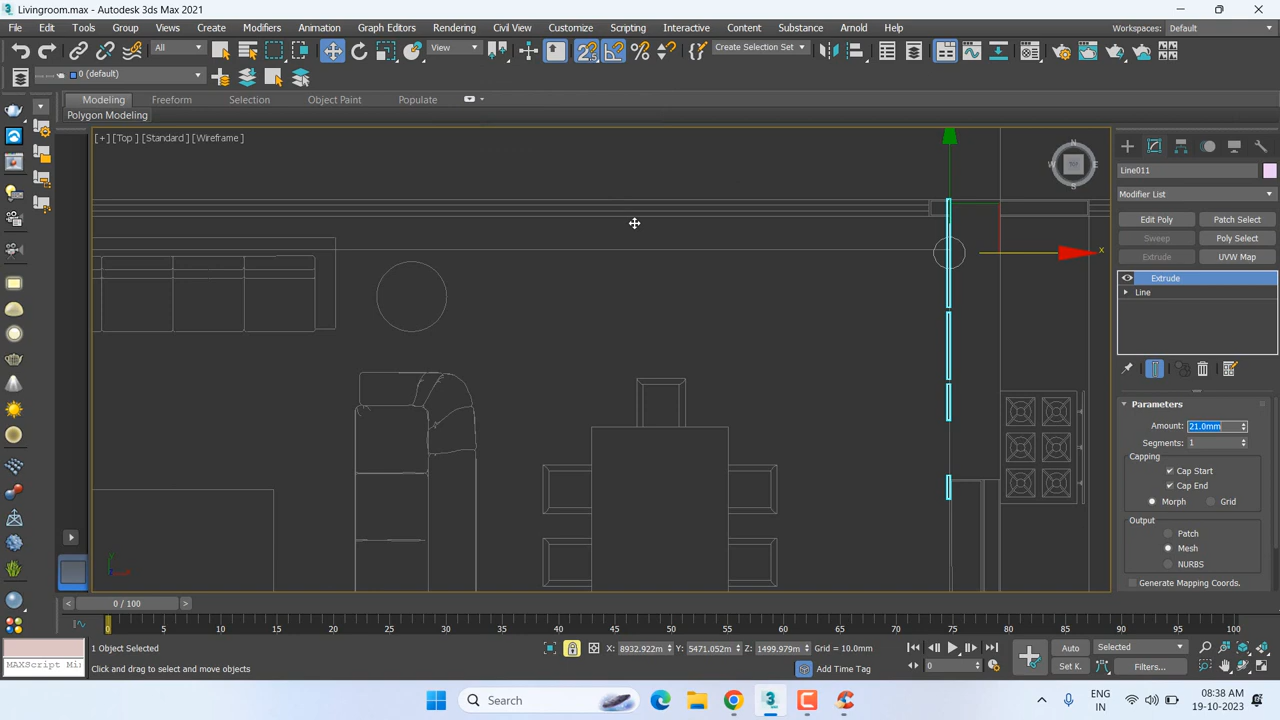 Livingroom.max - Autodesk 3ds Max 2021
File Edit Tools Group Views Create Modifiers Animation Graph Editors Rendering Civil View Customize Scripting Interactive Content Substance Arnold Help Workspaces: Default
All View Create Selection Set
0 (default)
Modeling Freeform Selection Object Paint Populate
Polygon Modeling
[+] [Top ] [Standard ] [Wireframe ]
N
W E
S
x
Line011
Modifier List
Edit Poly Patch Select
Sweep Poly Select
Extrude UVW Map
Extrude
Line
Parameters
Amount: 21.0mm
Segments: 1
Capping
Cap Start
Cap End
Morph Grid
Output
Patch
Mesh
NURBS
Generate Mapping Coords.
< 0 / 100 >
0 5 10 15 20 25 30 35 40 45 50 55 60 65 70 75 80 85 90 95 100
1 Object Selected X: 8932.922m Y: 5471.052m Z: 1499.979m Grid = 10.0mm Auto Selected
MAXScript Mi Click and drag to select and move objects Add Time Tag 0 Set K. Filters...
Search
ENG
IN
08:38 AM
19-10-2023